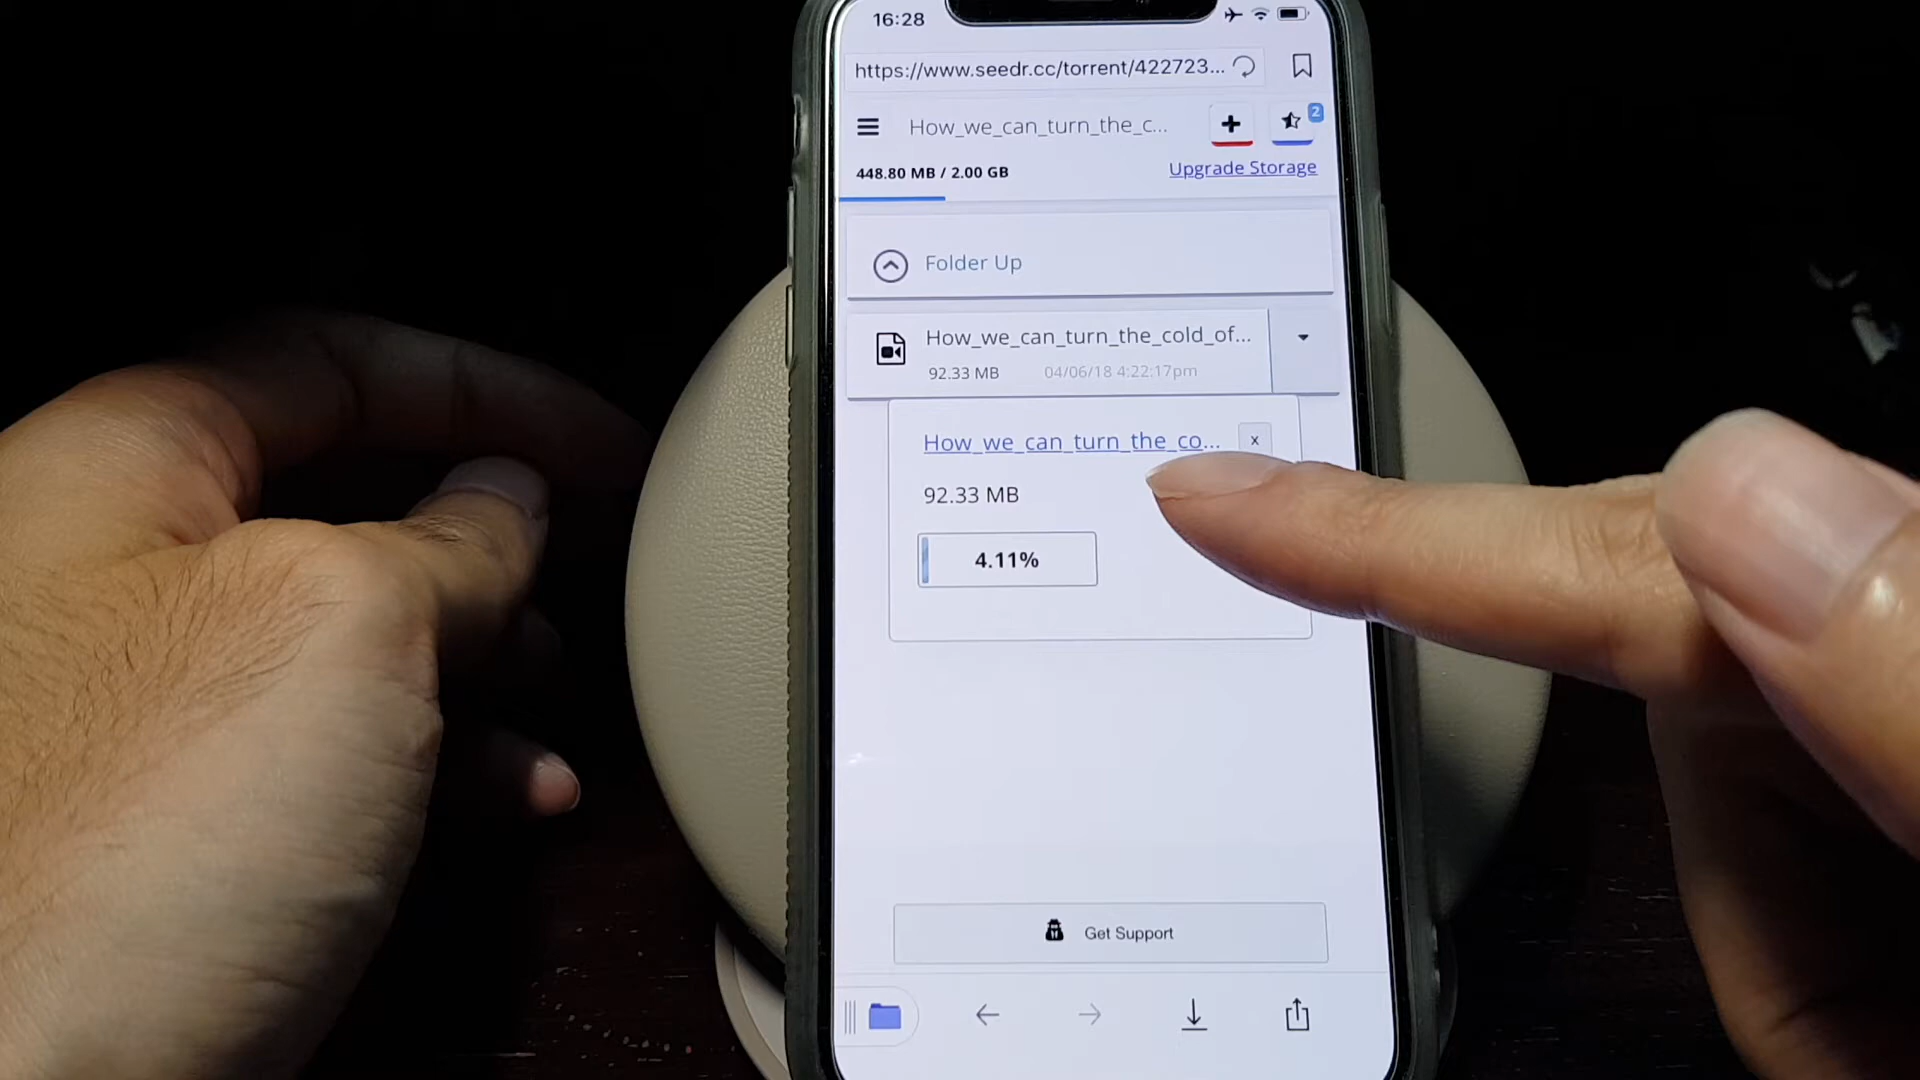 16:28
https://www.seedr.cc/torrent/422723...
How_we_can_turn_the_c...
2
448.80 MB / 2.00 GB
Upgrade Storage
Folder Up
How_we_can_turn_the_cold_of...
92.33 MB
04/06/18 4:22:17pm
How_we_can_turn_the_co...
x
92.33 MB
4.11%
Get Support